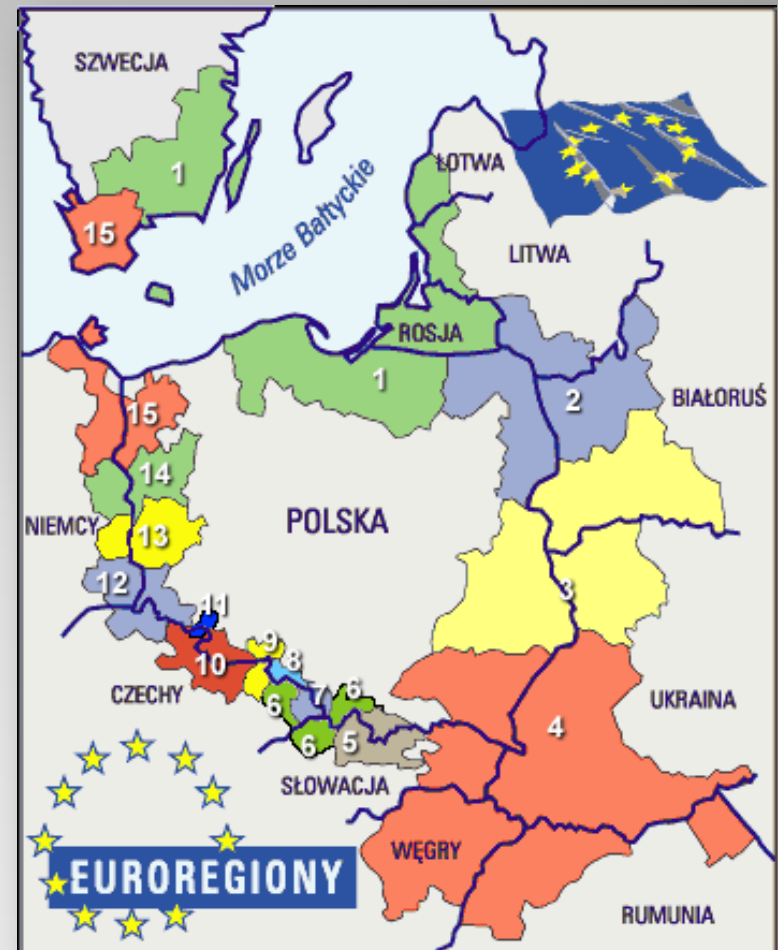 SZWECJA
1
ŁOTWA
15
Morze Bałtyckie
LITWA
ROSJA
1
2
BIAŁORUŚ
15
14
NIEMCY
13
POLSKA
12
3
11
9
10
8
CZECHY
7
6
6
UKRAINA
6
5
4
SŁOWACJA
WĘGRY
EUROREGIONY
RUMUNIA